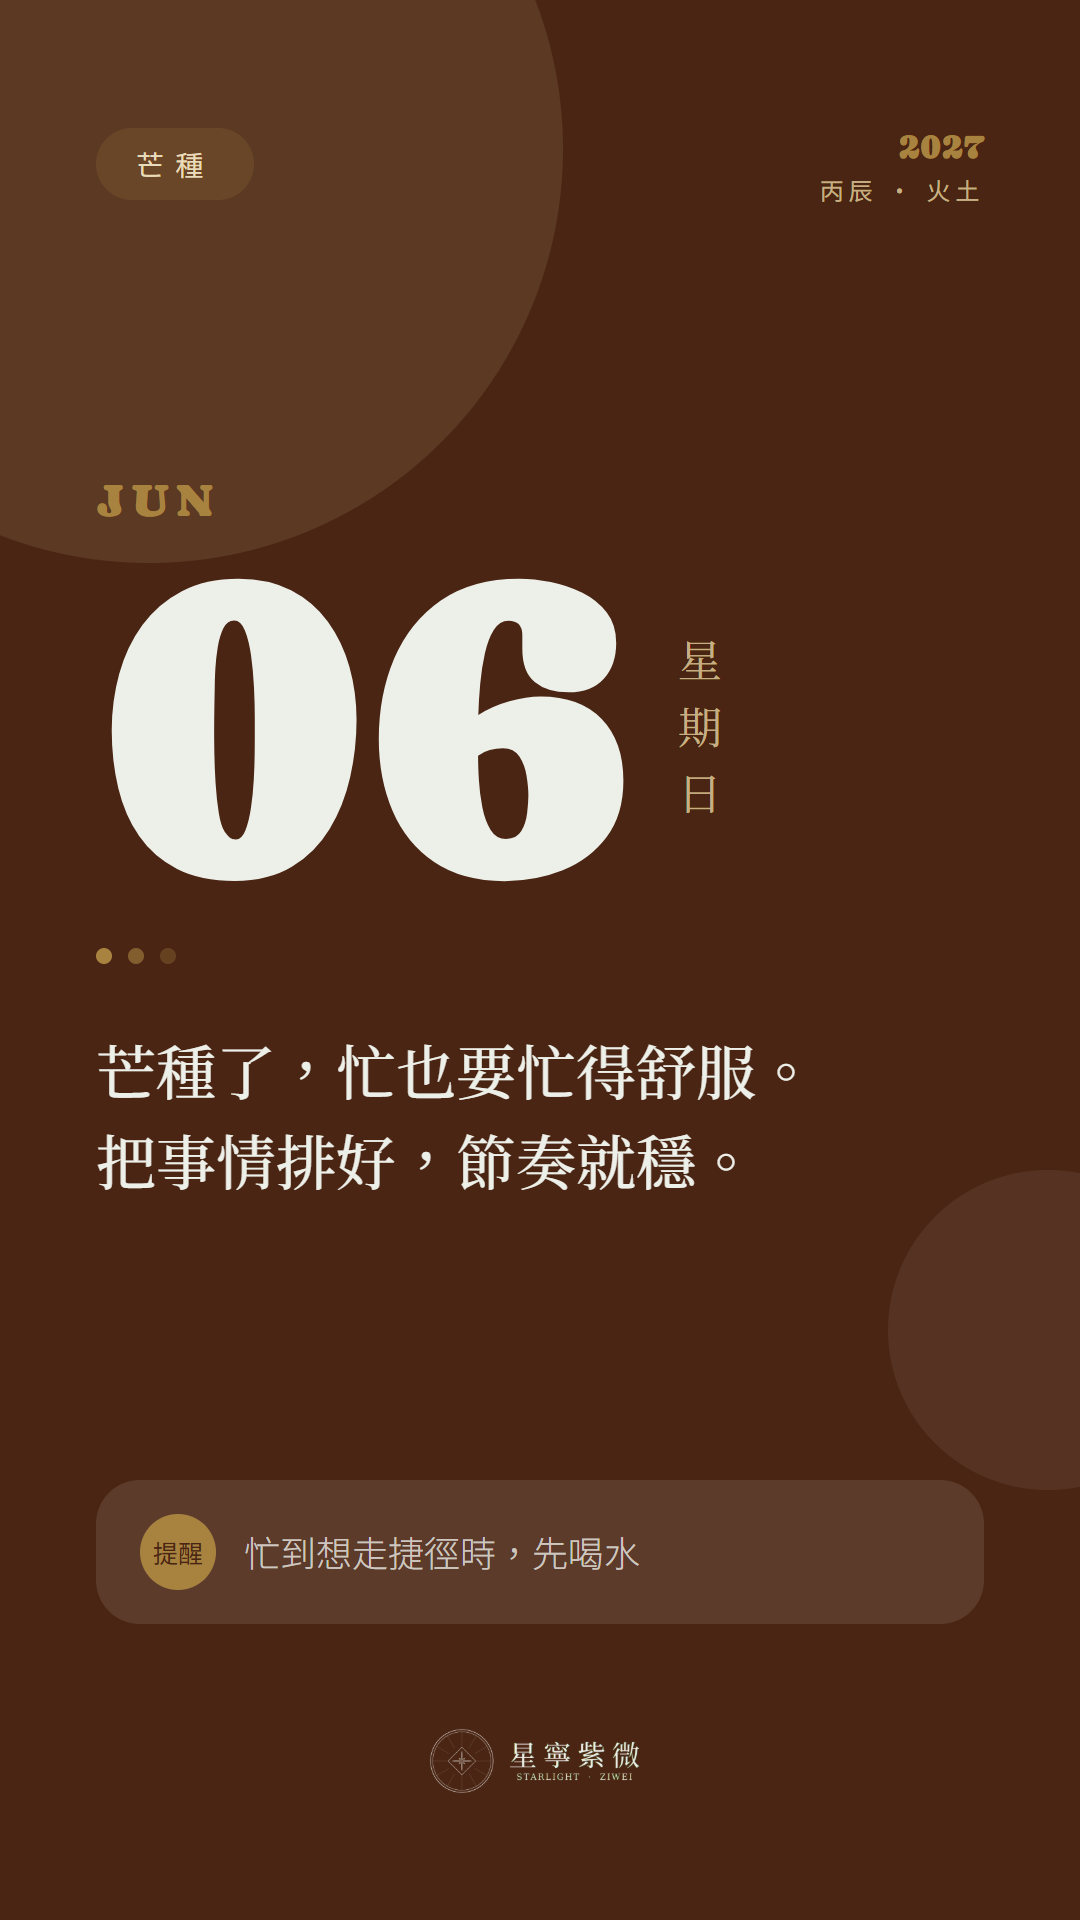 芒種
2027
丙辰 · 火土
JUN
06
星期日
芒種了，忙也要忙得舒服。
把事情排好，節奏就穩。
提醒
忙到想走捷徑時，先喝水
星寧紫微
STARLIGHT · ZIWEI